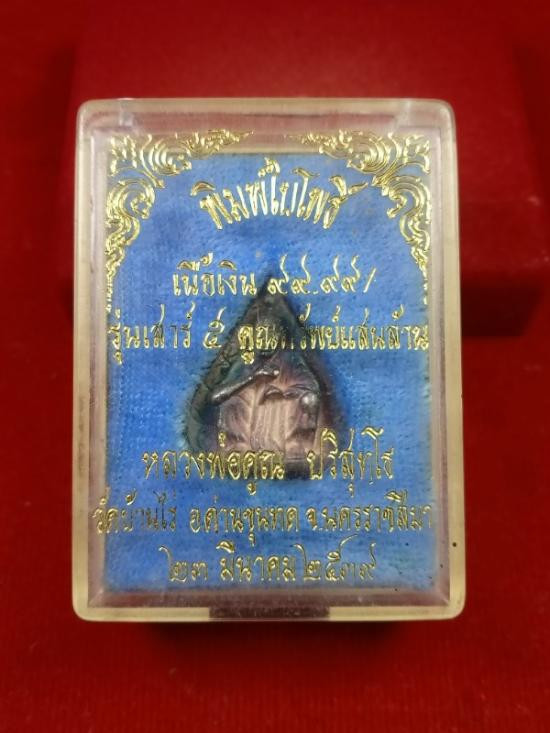 พิมพ์ใบโพธิ์
เนื้อเงิน ๙๙.๙๙/
รุ่นเสาร์ ๕ คูณทรัพย์แสนล้าน
หลวงพ่อคูณ ปริสุทฺโธ
วัดบ้านไร่ อ.ด่านขุนทด จ.นครราชสีมา
๒๓ มีนาคม ๒๕๓๙